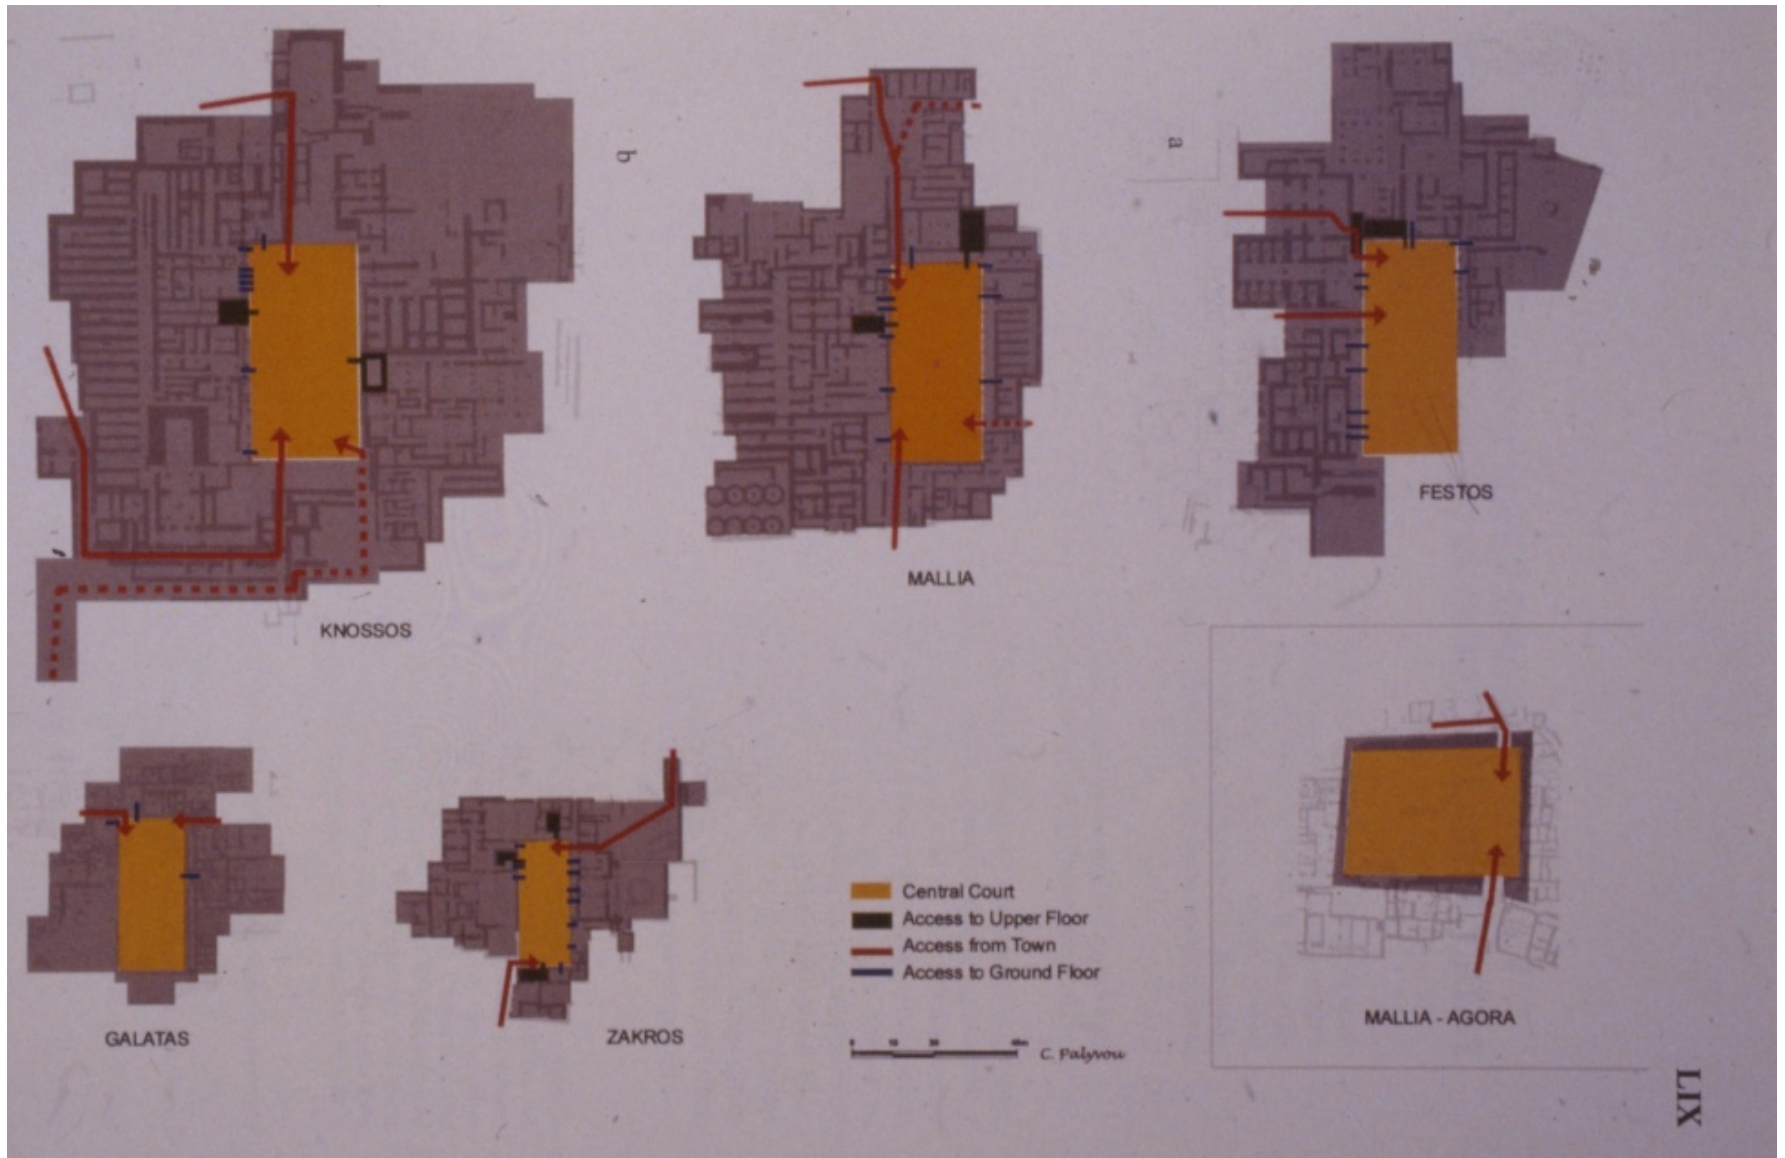 b
a
FESTOS
MALLIA
KNOSSOS
Central Court
Access to Upper Floor
Access from Town
Access to Ground Floor
MALLIA - AGORA
GALATAS
ZAKROS
C. Palyvou
LIX